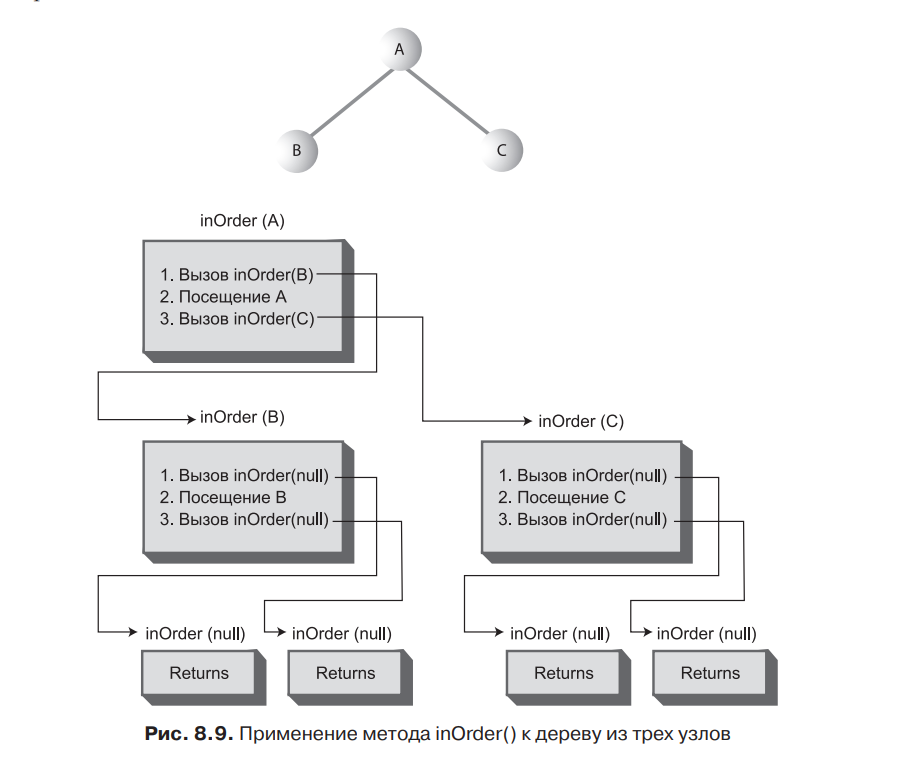 A
B
C
inOrder (A)
1. Вызов inOrder(B)
2. Посещение A
3. Вызов inOrder(C)
inOrder (B)
inOrder (C)
1. Вызов inOrder(null)
2. Посещение B
3. Вызов inOrder(null)
1. Вызов inOrder(null)
2. Посещение C
3. Вызов inOrder(null)
inOrder (null)
inOrder (null)
inOrder (null)
inOrder (null)
Returns
Returns
Returns
Returns
Рис. 8.9. Применение метода inOrder() к дереву из трех узлов